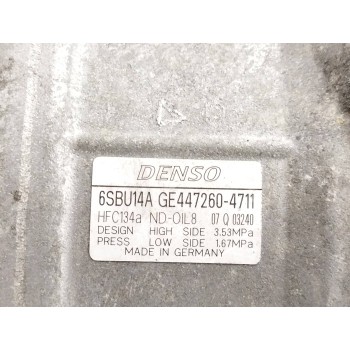 DENSO
6SBU14A GE447260-4711
HFC134a ND-OIL8 07 Q 03240
DESIGN HIGH SIDE 3.53MPa
PRESS LOW SIDE 1.67MPa
MADE IN GERMANY